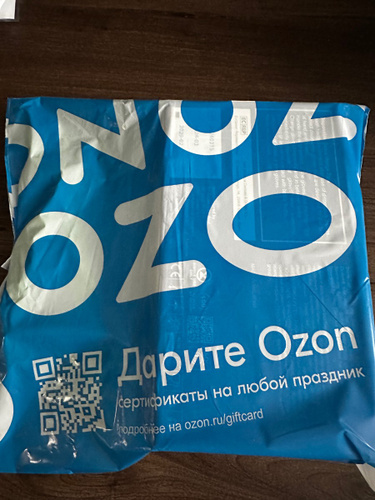 OZON
OZO
Дарите Ozon
сертификаты на любой праздник
подробнее на ozon.ru/giftcard